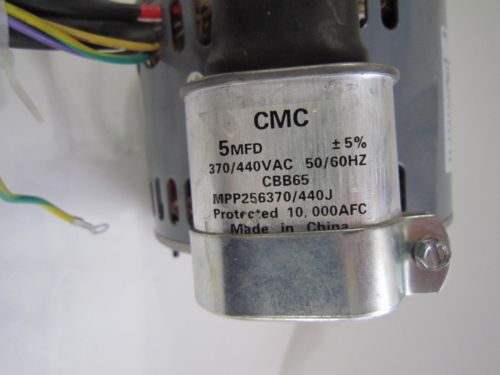 CMC
5MFD ±5%
370/440VAC 50/60HZ
CBB65
MPP256370/440J
Protected 10,000AFC
Made in China